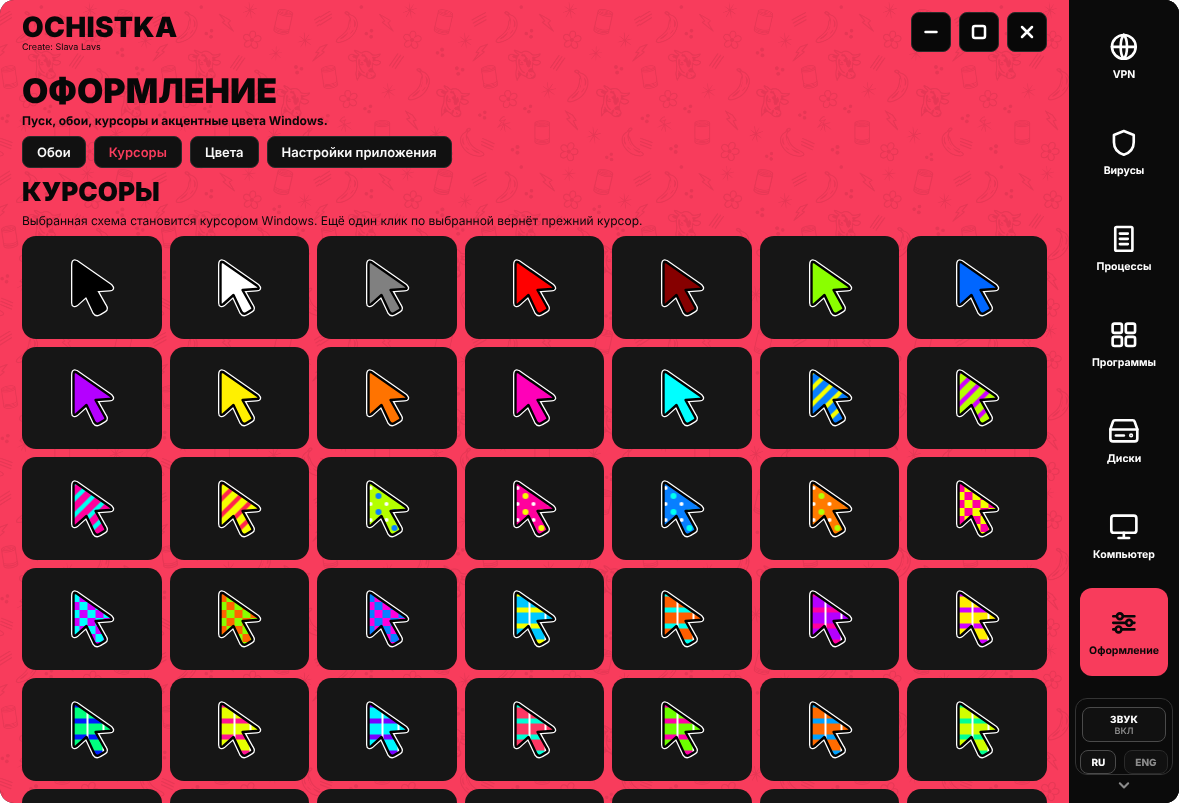 OCHISTKA
Create: Slava Lavs
ОФОРМЛЕНИЕ
Пуск, обои, курсоры и акцентные цвета Windows.
Обои
Курсоры
Цвета
Настройки приложения
КУРСОРЫ
Выбранная схема становится курсором Windows. Ещё один клик по выбранной вернёт прежний курсор.
VPN
Вирусы
Процессы
Программы
Диски
Компьютер
Оформление
ЗВУК
ВКЛ
RU
ENG